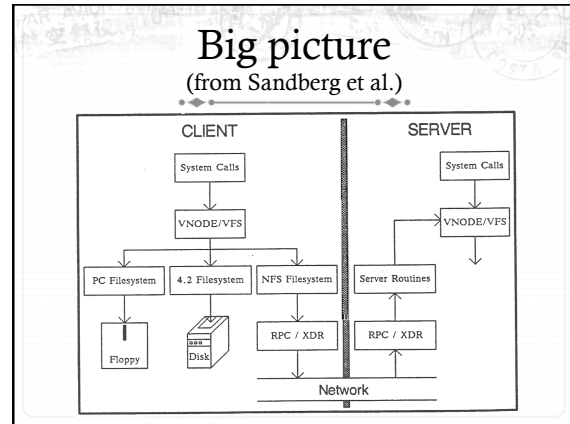 Big picture
(from Sandberg et al.)
CLIENT
SERVER
System Calls
System Calls
VNODE/VFS
VNODE/VFS
PC Filesystem
4.2 Filesystem
NFS Filesystem
Server Routines
Floppy
Disk
RPC / XDR
RPC / XDR
Network